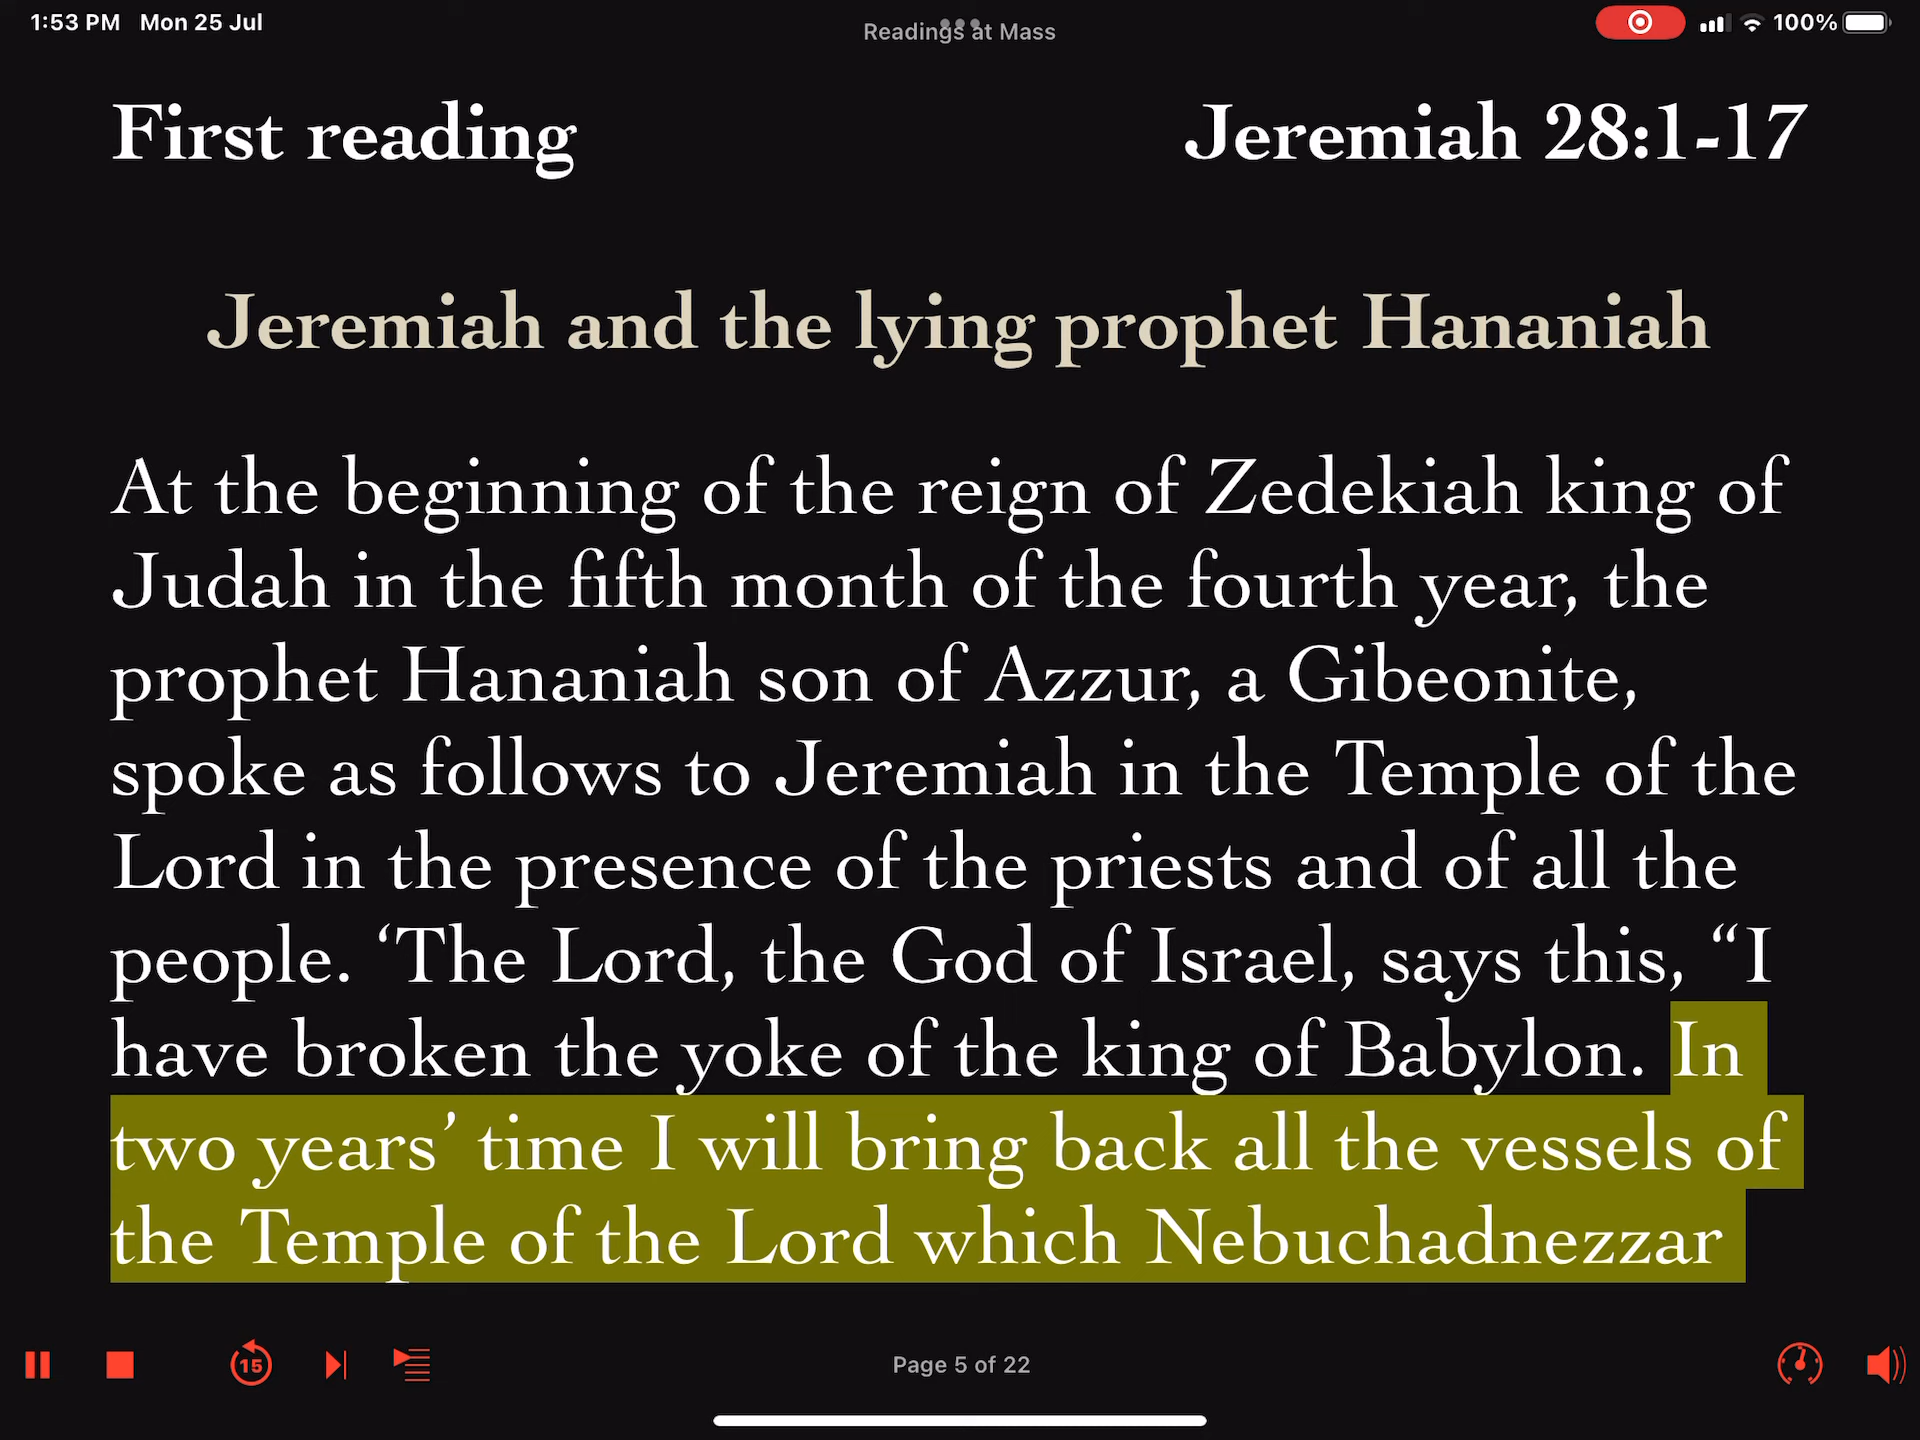 1:53 PM Mon 25 Jul
Readings at Mass
100%
First reading
Jeremiah 28:1-17
Jeremiah and the lying prophet Hananiah
At the beginning of the reign of Zedekiah king of
Judah in the fifth month of the fourth year, the
prophet Hananiah son of Azzur, a Gibeonite,
spoke as follows to Jeremiah in the Temple of the
Lord in the presence of the priests and of all the
people. ‘The Lord, the God of Israel, says this, “I
have broken the yoke of the king of Babylon. In
two years’ time I will bring back all the vessels of
the Temple of the Lord which Nebuchadnezzar
15
Page 5 of 22